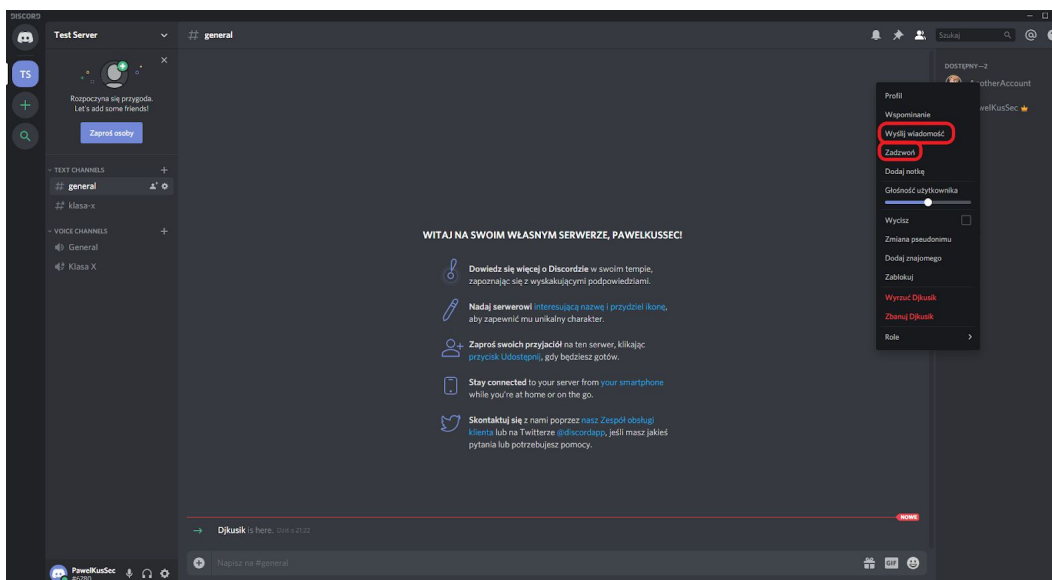 DISCORD
Test Server
general
Szukaj
TS
Rozpoczyna się przygoda.
Let's add some friends!
Zaproś osoby
TEXT CHANNELS
general
klasa-x
VOICE CHANNELS
General
Klasa X
WITAJ NA SWOIM WŁASNYM SERWERZE, PAWELKUSSEC!
Dowiedz się więcej o Discordzie w swoim tempie,
zapoznając się z wyskakującymi podpowiedziami.
Nadaj serwerowi interesującą nazwę i przydziel ikonę,
aby zapewnić mu unikalny charakter.
Zaproś swoich przyjaciół na ten serwer, klikając
przycisk Udostępnij, gdy będziesz gotów.
Stay connected to your server from your smartphone
while you're at home or on the go.
Skontaktuj się z nami poprzez nasz Zespół obsługi
klienta lub na Twitterze @discordapp, jeśli masz jakieś
pytania lub potrzebujesz pomocy.
NOWE
Djkusik is here. Dziś o 21:22
Napisz na #general
GIF
PawelKusSec
#6280
DOSTĘPNY—2
otherAccount
welKusSec
Profil
Wspominanie
Wyślij wiadomość
Zadzwoń
Dodaj notkę
Głośność użytkownika
Wycisz
Zmiana pseudonimu
Dodaj znajomego
Zablokuj
Wyrzuć Djkusik
Zbanuj Djkusik
Role